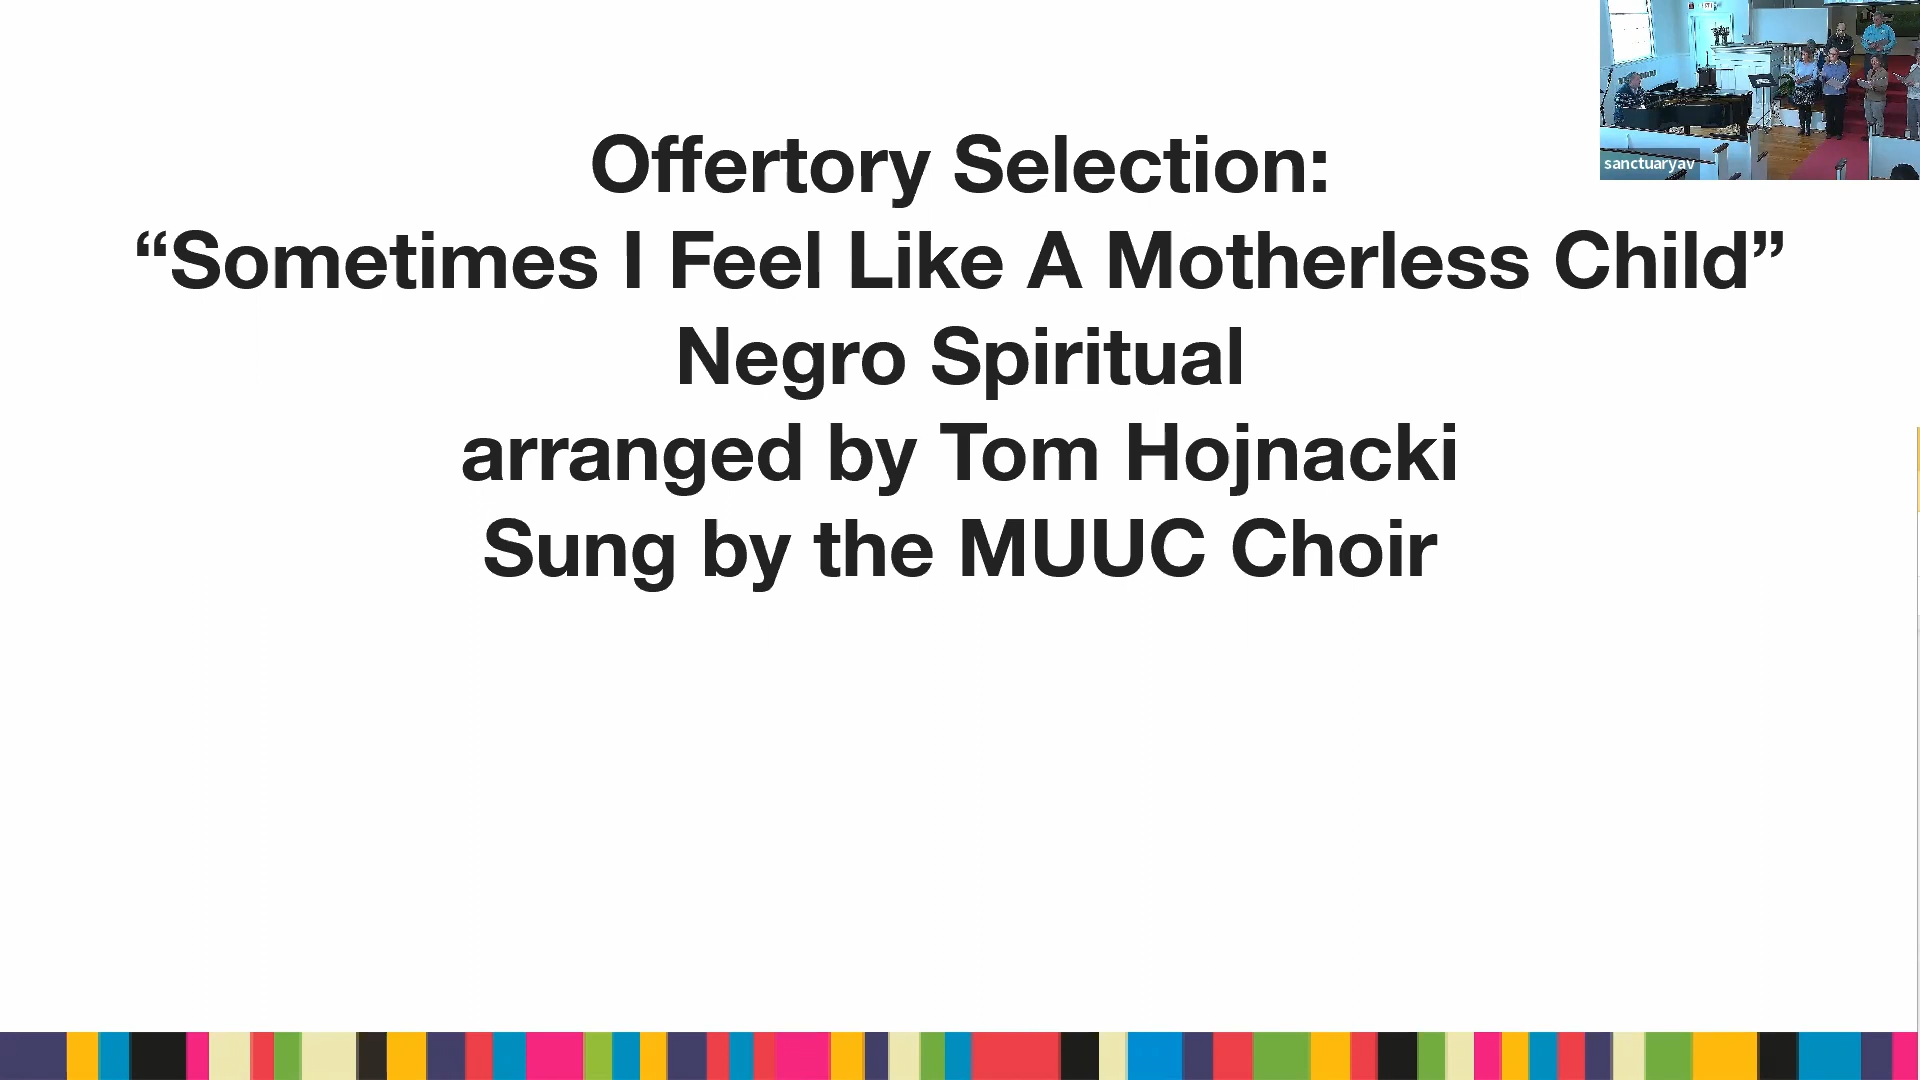 Offertory Selection:
“Sometimes I Feel Like A Motherless Child”
Negro Spiritual
arranged by Tom Hojnacki
Sung by the MUUC Choir
sanctuaryav